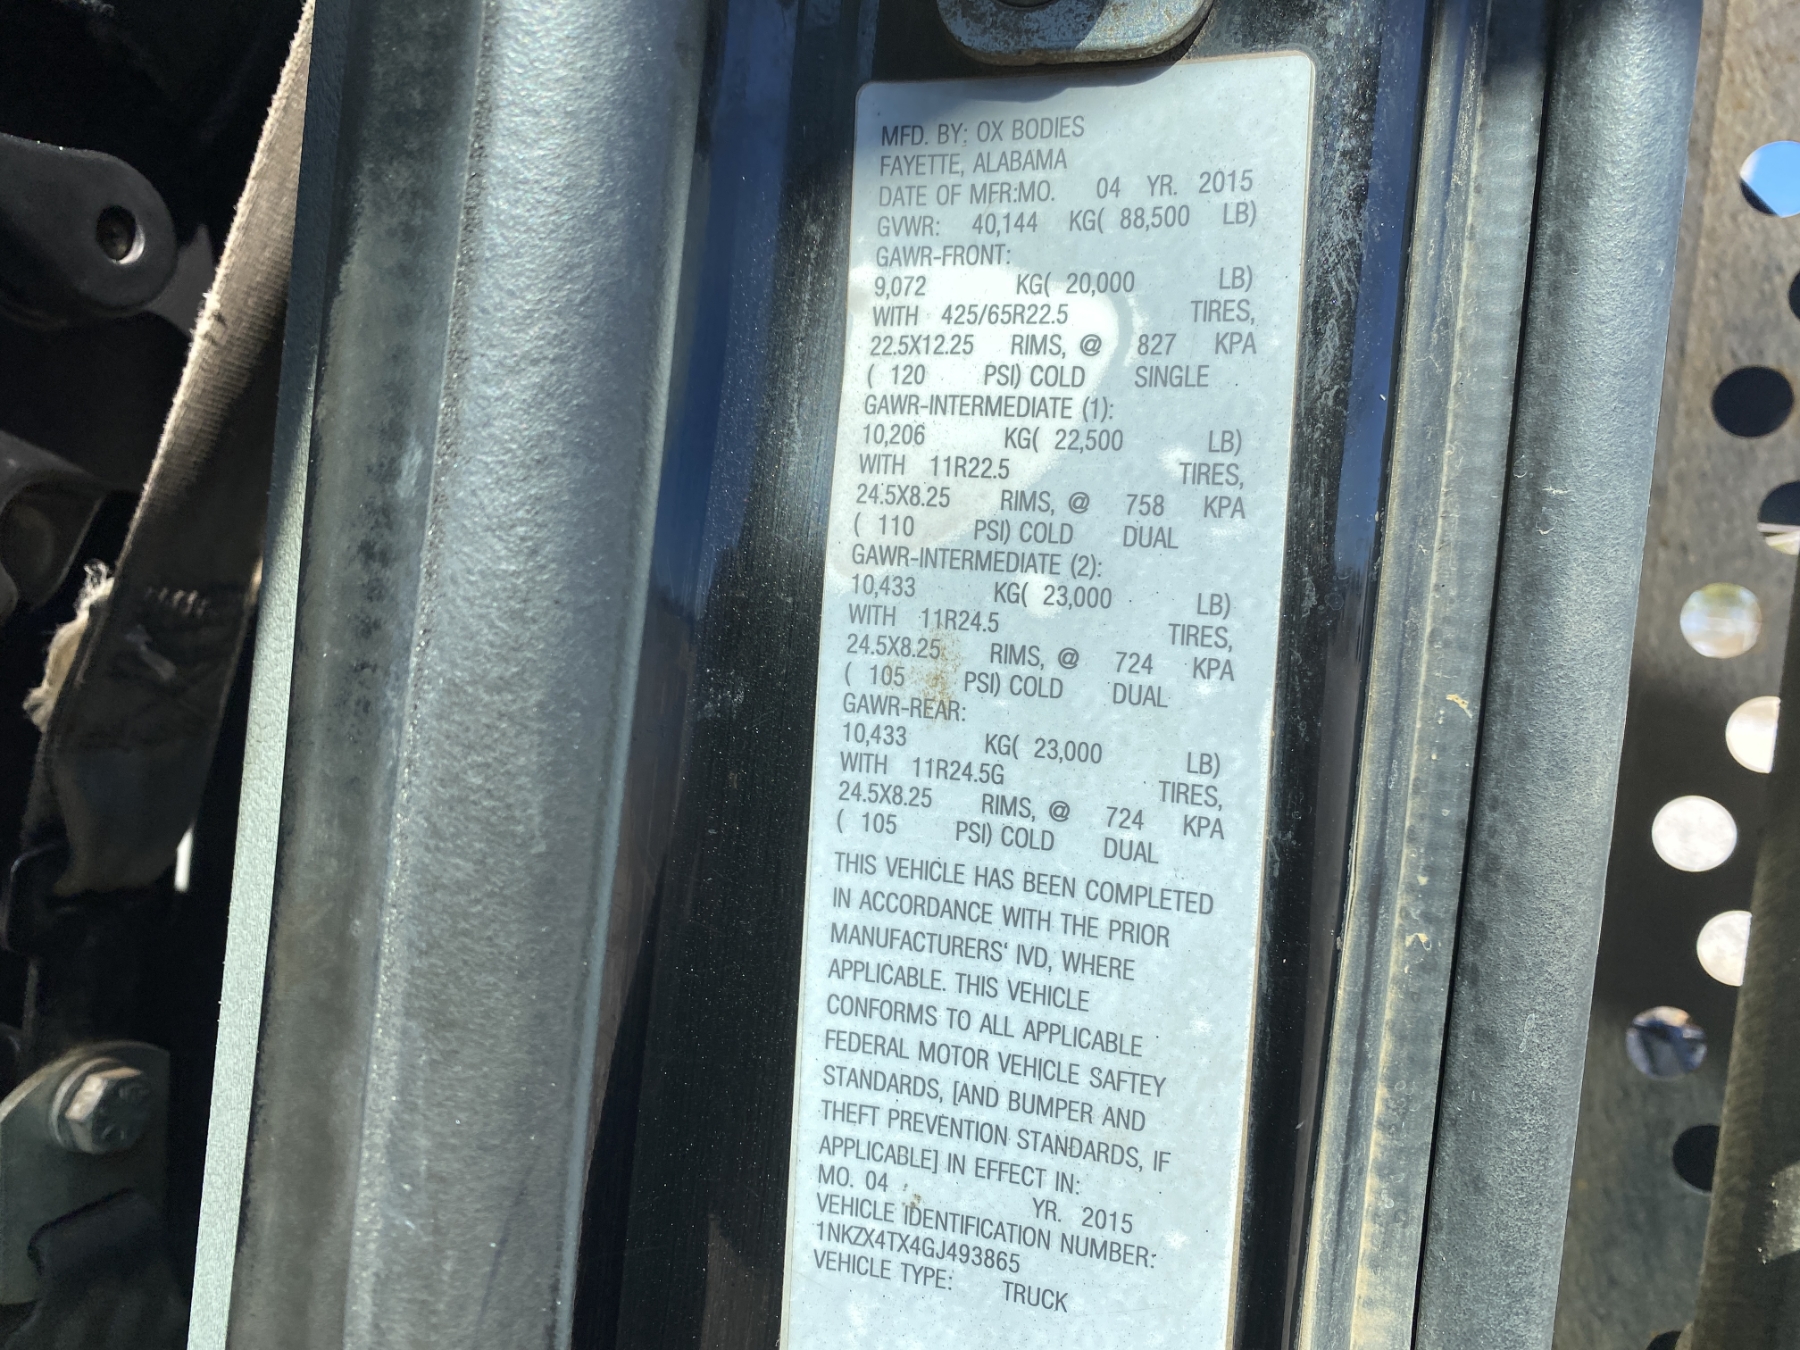 MFD. BY: OX BODIES
FAYETTE, ALABAMA
DATE OF MFR:MO. 04 YR. 2015
GVWR: 40,144 KG( 88,500 LB)
GAWR-FRONT:
9,072 KG( 20,000 LB)
WITH 425/65R22.5 TIRES,
22.5X12.25 RIMS, @ 827 KPA
( 120 PSI) COLD SINGLE
GAWR-INTERMEDIATE (1):
10,206 KG( 22,500 LB)
WITH 11R22.5 TIRES,
24.5X8.25 RIMS, @ 758 KPA
( 110 PSI) COLD DUAL
GAWR-INTERMEDIATE (2):
10,433 KG( 23,000 LB)
WITH 11R24.5 TIRES,
24.5X8.25 RIMS, @ 724 KPA
( 105 PSI) COLD DUAL
GAWR-REAR:
10,433 KG( 23,000 LB)
WITH 11R24.5G TIRES,
24.5X8.25 RIMS, @ 724 KPA
( 105 PSI) COLD DUAL
THIS VEHICLE HAS BEEN COMPLETED
IN ACCORDANCE WITH THE PRIOR
MANUFACTURERS' IVD, WHERE
APPLICABLE. THIS VEHICLE
CONFORMS TO ALL APPLICABLE
FEDERAL MOTOR VEHICLE SAFTEY
STANDARDS, [AND BUMPER AND
THEFT PREVENTION STANDARDS, IF
APPLICABLE] IN EFFECT IN:
MO. 04 YR. 2015
VEHICLE IDENTIFICATION NUMBER:
1NKZX4TX4GJ493865
VEHICLE TYPE: TRUCK